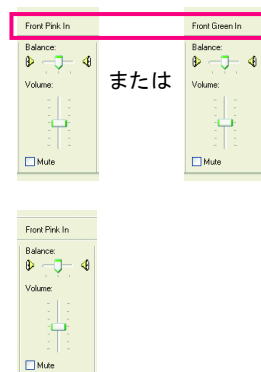 Front Pink In
Balance:
Volume:
Mute
または
Front Green In
Balance:
Volume:
Mute
Front Pink In
Balance:
Volume:
Mute